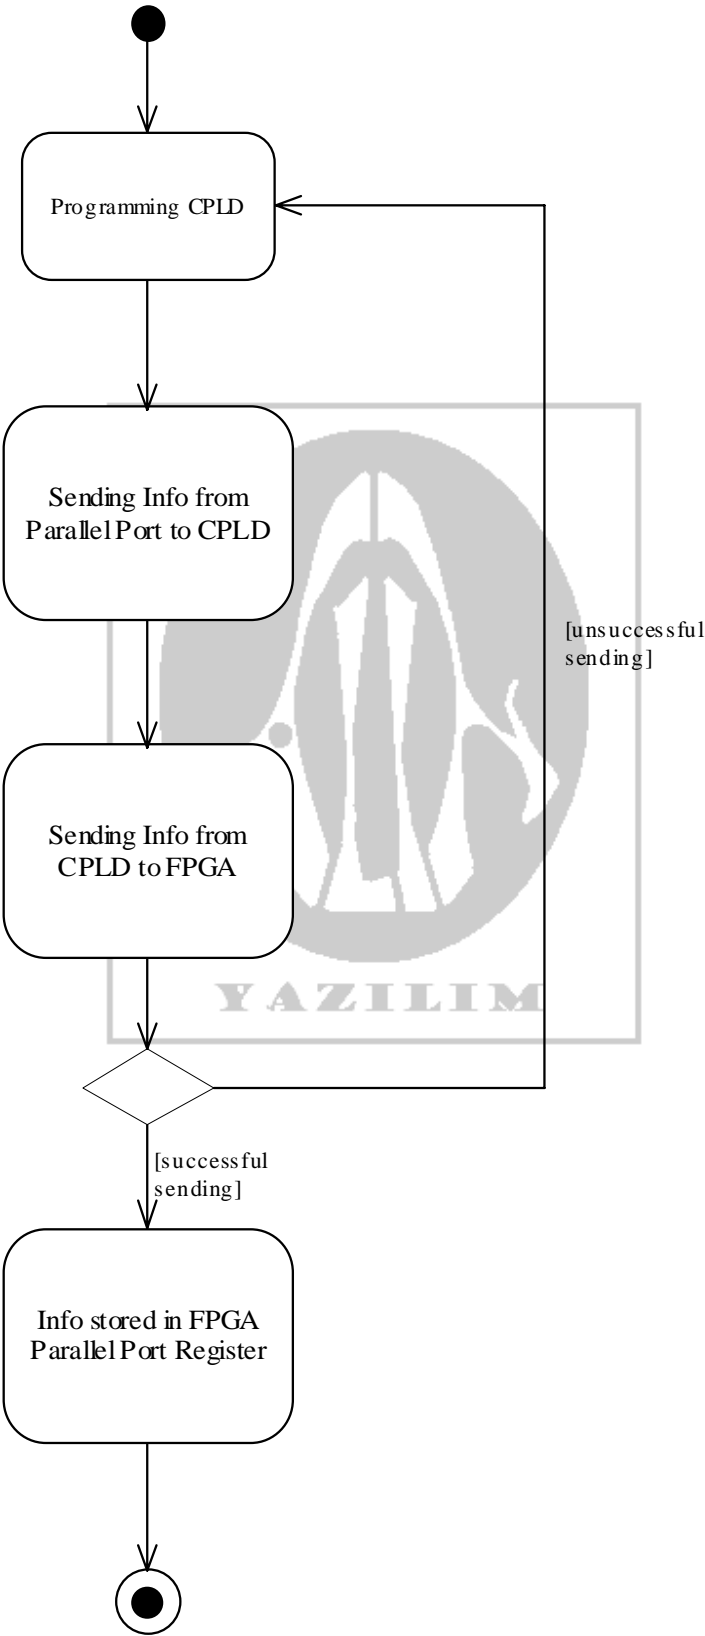 Programming CPLD
Sending Info from
Parallel Port to CPLD
[unsuccessful
sending]
Sending Info from
CPLD to FPGA
YAZILIM
[successful
sending]
Info stored in FPGA
Parallel Port Register